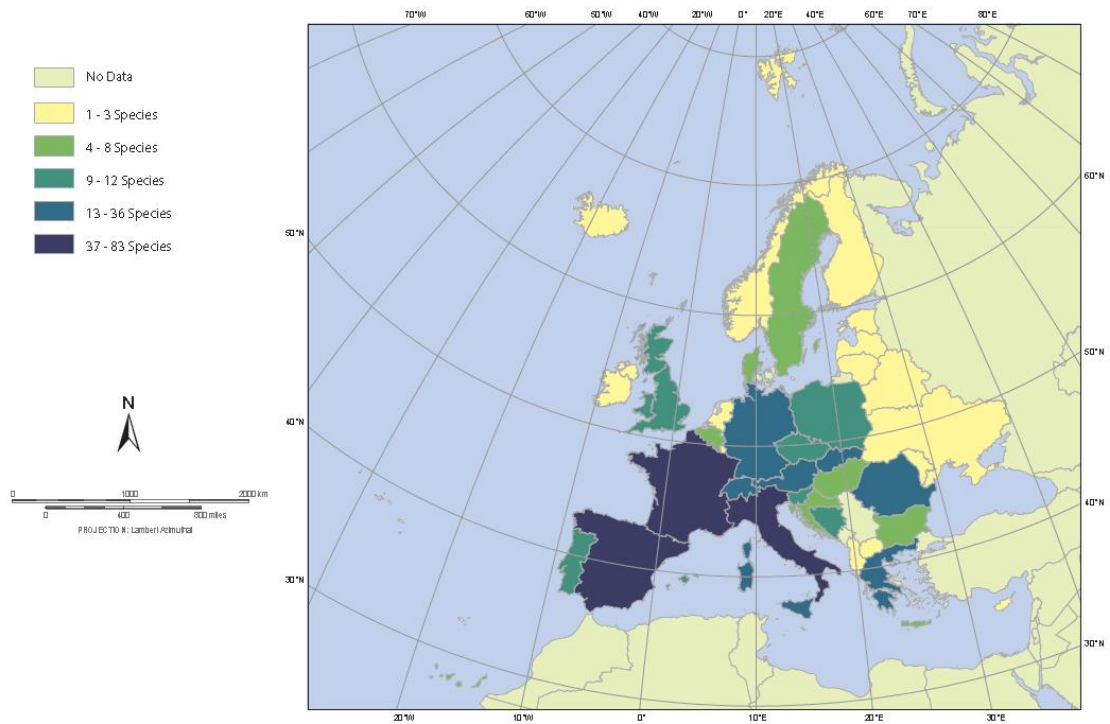 70°W 60°W 50°W 40°W 30°W 20°W 0° 20°E 40°E 60°E 70°E 80°E
No Data
1 - 3 Species
4 - 8 Species
9 - 12 Species
13 - 36 Species
37 - 83 Species
60°N
50°N
50°N
40°N
40°N
30°N
30°N
N
0 1000 2000 km
0 400 800 miles
PROJECTION: Lamberi Azimuthal
20°W 10°W 0° 10°E 20°E 30°E